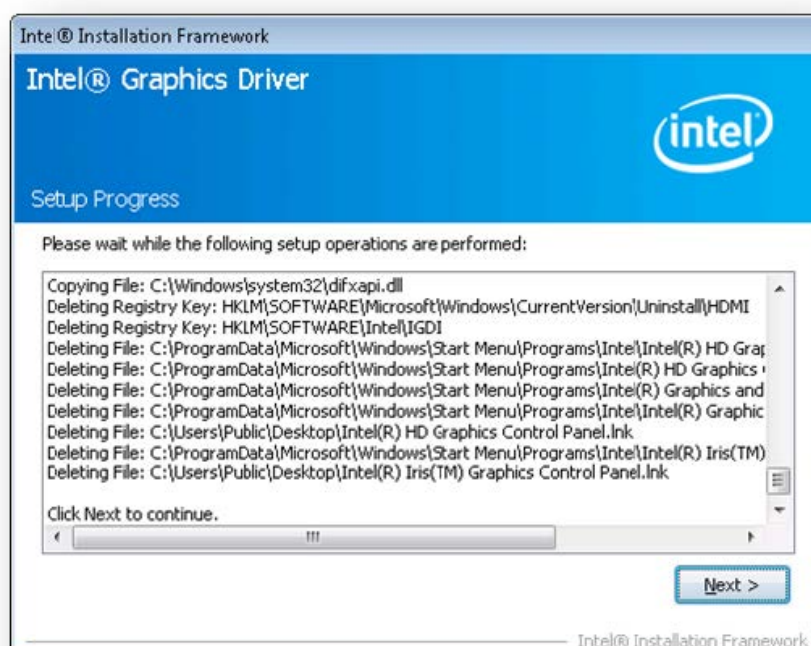 Intel® Installation Framework
Intel® Graphics Driver
intel
Setup Progress
Please wait while the following setup operations are performed:
Copying File: C:\Windows\system32\difxapi.dll
Deleting Registry Key: HKLM\SOFTWARE\Microsoft\Windows\CurrentVersion\Uninstall\HDMI
Deleting Registry Key: HKLM\SOFTWARE\Intel\IGDI
Deleting File: C:\ProgramData\Microsoft\Windows\Start Menu\Programs\Intel\Intel(R) HD Grap
Deleting File: C:\ProgramData\Microsoft\Windows\Start Menu\Programs\Intel(R) HD Graphics
Deleting File: C:\ProgramData\Microsoft\Windows\Start Menu\Programs\Intel(R) Graphics and
Deleting File: C:\ProgramData\Microsoft\Windows\Start Menu\Programs\Intel\Intel(R) Graphic
Deleting File: C:\Users\Public\Desktop\Intel(R) HD Graphics Control Panel.lnk
Deleting File: C:\ProgramData\Microsoft\Windows\Start Menu\Programs\Intel\Intel(R) Iris(TM)
Deleting File: C:\Users\Public\Desktop\Intel(R) Iris(TM) Graphics Control Panel.lnk
Click Next to continue.
Next >
Intel® Installation Framework